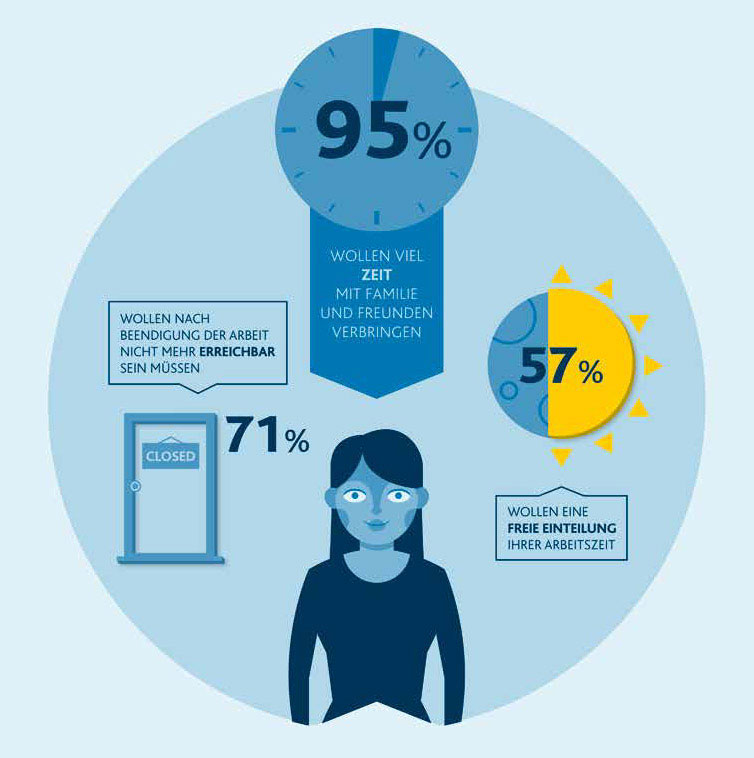 95%
WOLLEN VIEL
ZEIT
MIT FAMILIE
UND FREUNDEN
VERBRINGEN
WOLLEN NACH
BEENDIGUNG DER ARBEIT
NICHT MEHR ERREICHBAR
SEIN MÜSSEN
71%
CLOSED
57%
WOLLEN EINE
FREIE EINTEILUNG
IHRER ARBEITSZEIT